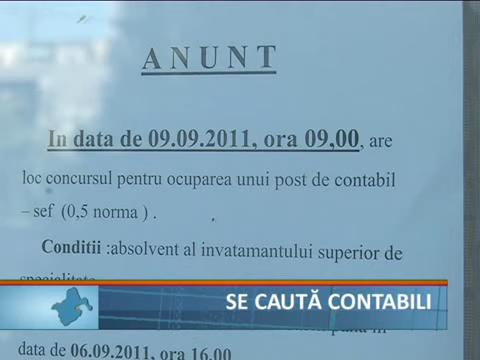 ANUNT
In data de 09.09.2011, ora 09,00, are
loc concursul pentru ocuparea unui post de contabil
– sef (0,5 norma ) .
Conditii :absolvent al invatamantului superior de
SE CAUTĂ CONTABILI
data de 06.09.2011, ora 16.00